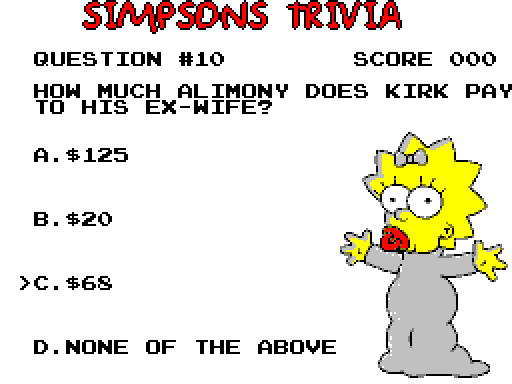 SIMPSONS TRIVIA
QUESTION #10 SCORE 000
HOW MUCH ALIMONY DOES KIRK PAY
TO HIS EX-WIFE?
A.$125
B.$20
>C.$68
D.NONE OF THE ABOVE